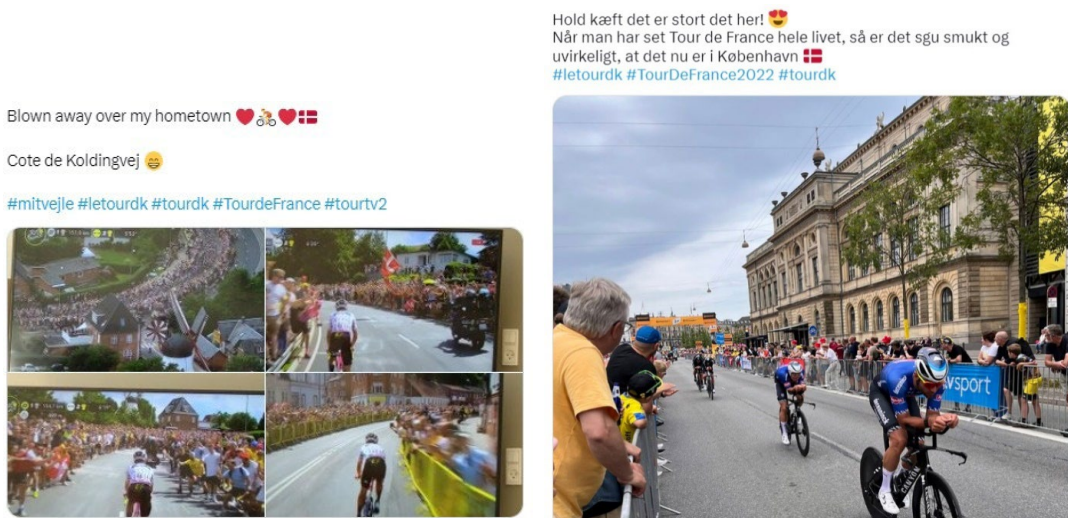 Blown away over my hometown ❤️🚴❤️🇩🇰
Cote de Koldingvej 😄
#mitvejle #letourdk #tourdk #TourdeFrance #tourtv2
Hold kæft det er stort det her! 😍
Når man har set Tour de France hele livet, så er det sgu smukt og
uvirkeligt, at det nu er i København 🇩🇰
#letourdk #TourDeFrance2022 #tourdk
sport